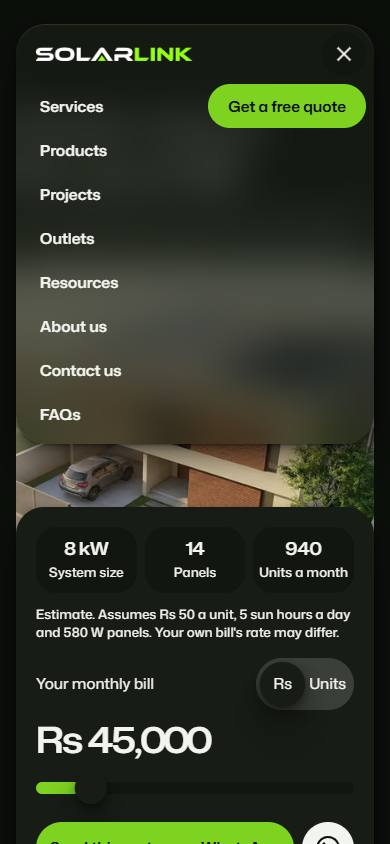 SOLARLINK
Services
Get a free quote
Products
Projects
Outlets
Resources
About us
Contact us
FAQs
8 kW
14
940
System size
Panels
Units a month
Estimate. Assumes Rs 50 a unit, 5 sun hours a day
and 580 W panels. Your own bill's rate may differ.
Your monthly bill
Rs
Units
Rs 45,000